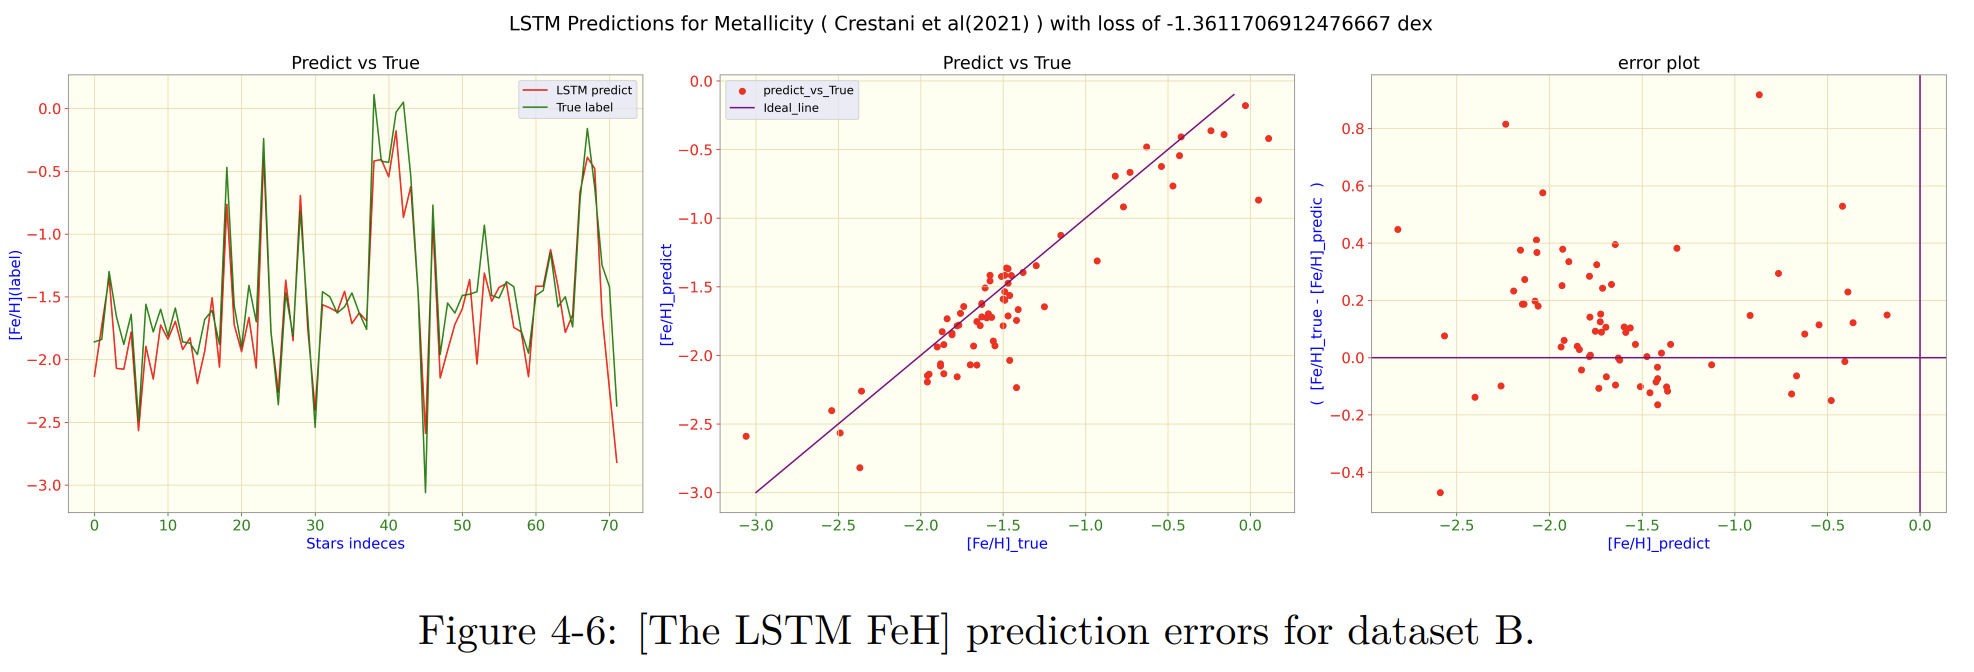 LSTM Predictions for Metallicity ( Crestani et al(2021) ) with loss of -1.3611706912476667 dex
Predict vs True
LSTM predict
True label
0.0
−0.5
−1.0
−1.5
−2.0
−2.5
−3.0
[Fe/H](label)
0 10 20 30 40 50 60 70
Stars indeces
Predict vs True
predict_vs_True
Ideal_line
0.0
−0.5
−1.0
−1.5
−2.0
−2.5
−3.0
[Fe/H]_predict
−3.0 −2.5 −2.0 −1.5 −1.0 −0.5 0.0
[Fe/H]_true
error plot
0.8
0.6
0.4
0.2
0.0
−0.2
−0.4
( [Fe/H]_true - [Fe/H]_predic )
−2.5 −2.0 −1.5 −1.0 −0.5 0.0
[Fe/H]_predict
Figure 4-6: [The LSTM FeH] prediction errors for dataset B.